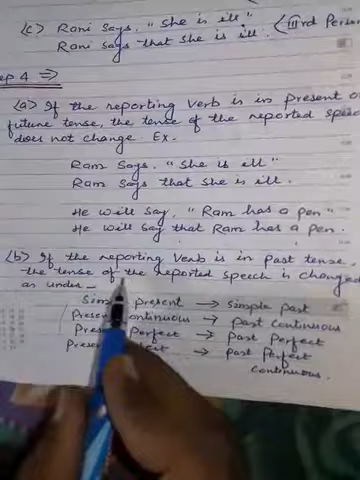 (c) Rani Says, "She is ill" (IIIrd Person
Rani Says that She is ill.
ep 4 ⇒
(a) If the reporting verb is in present or
future tense, the tense of the reported speec
does not change. Ex.
Ram Says, "She is ill"
Ram Says that She is ill.
He will Say, "Ram has a pen"
He will Say that Ram has a pen.
(b) If the reporting verb is in past tense,
the tense of the reported speech is changed
as under —
Simple present → Simple past
Present Continuous → Past Continuous
Perfect → Past Perfect
→ Past Perfect
Continuous.